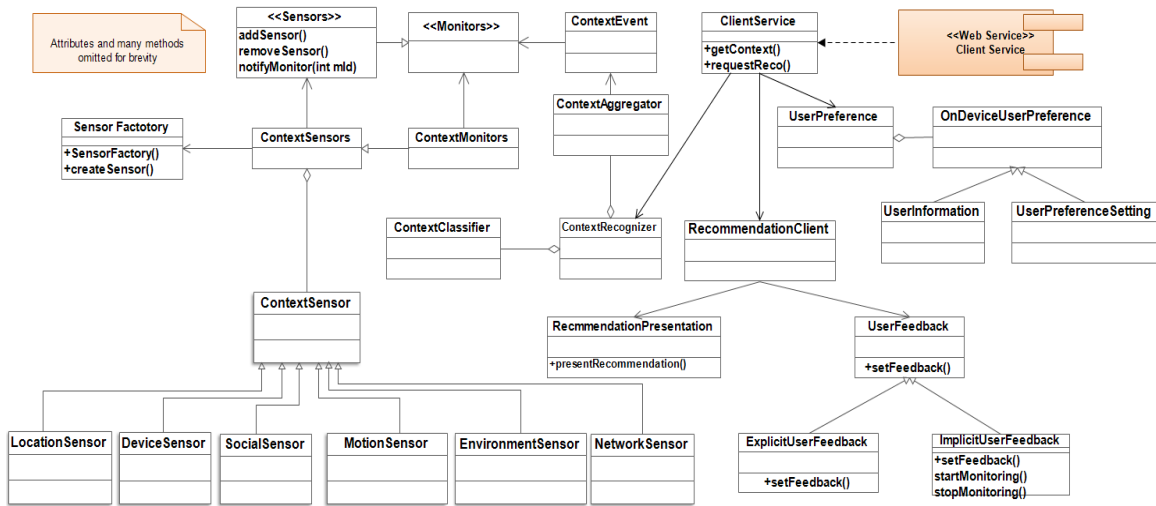 Attributes and many methods
omitted for brevity
<<Sensors>>
addSensor()
removeSensor()
notifyMonitor(int mId)
<<Monitors>>
ContextEvent
ClientService
+getContext()
+requestReco()
<<Web Service>>
Client Service
Sensor Factotory
+SensorFactory()
+createSensor()
ContextSensors
ContextMonitors
ContextAggregator
UserPreference
OnDeviceUserPreference
ContextClassifier
ContextRecognizer
RecommendationClient
UserInformation
UserPreferenceSetting
ContextSensor
RecmmendationPresentation
+presentRecommendation()
UserFeedback
+setFeedback()
LocationSensor
DeviceSensor
SocialSensor
MotionSensor
EnvironmentSensor
NetworkSensor
ExplicitUserFeedback
+setFeedback()
ImplicitUserFeedback
+setFeedback()
startMonitoring()
stopMonitoring()